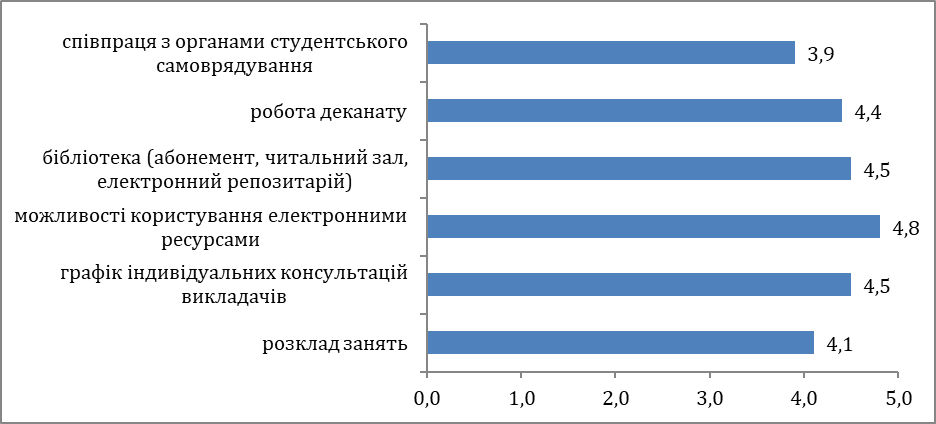 співпраця з органами студентського
самоврядування
3,9
робота деканату
4,4
бібліотека (абонемент, читальний зал,
електронний репозитарій)
4,5
можливості користування електронними
ресурсами
4,8
графік індивідуальних консультацій
викладачів
4,5
розклад занять
4,1
0,0 1,0 2,0 3,0 4,0 5,0